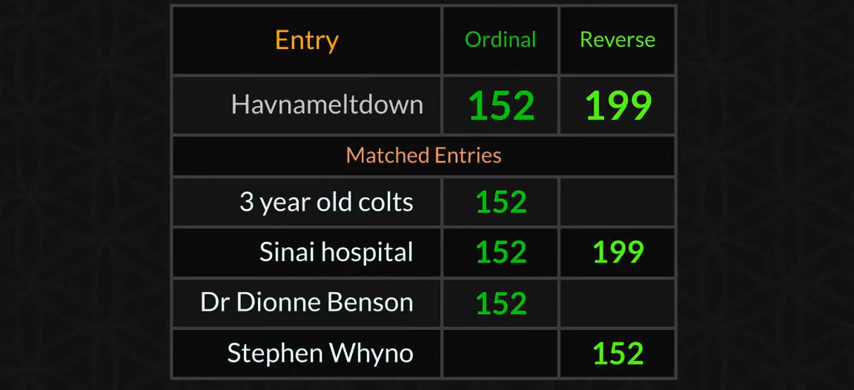 Entry Ordinal Reverse
Havnameltdown 152 199
Matched Entries
3 year old colts 152
Sinai hospital 152 199
Dr Dionne Benson 152
Stephen Whyno 152